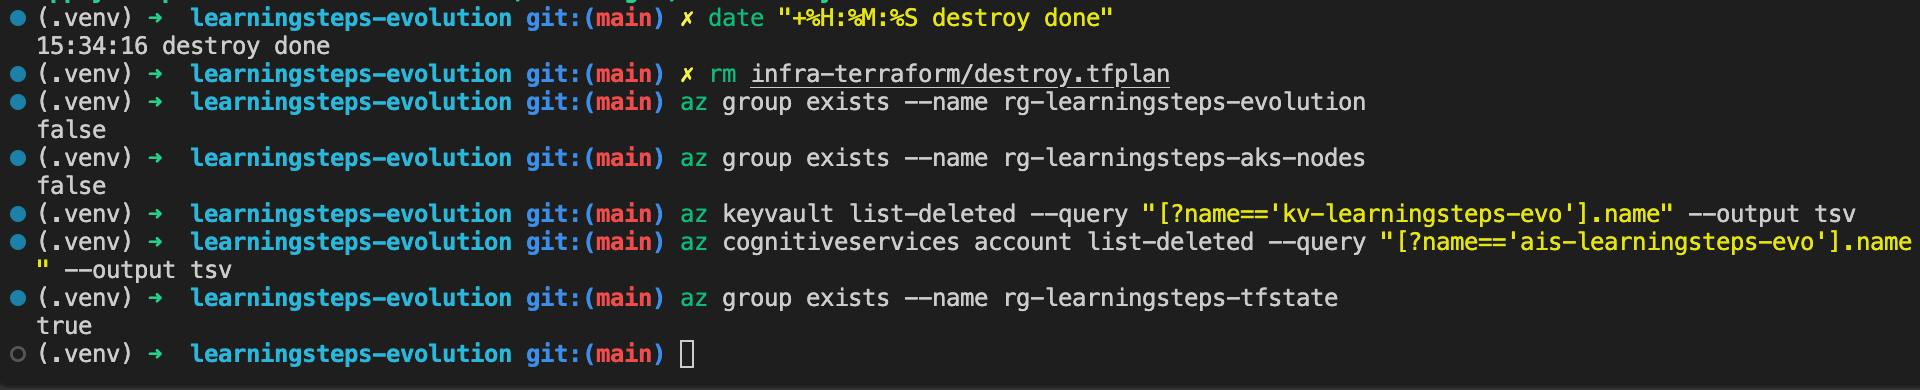 (.venv) ➜ learningsteps-evolution git:(main) ✗ date "+%H:%M:%S destroy done"
15:34:16 destroy done
(.venv) ➜ learningsteps-evolution git:(main) ✗ rm infra-terraform/destroy.tfplan
(.venv) ➜ learningsteps-evolution git:(main) az group exists --name rg-learningsteps-evolution
false
(.venv) ➜ learningsteps-evolution git:(main) az group exists --name rg-learningsteps-aks-nodes
false
(.venv) ➜ learningsteps-evolution git:(main) az keyvault list-deleted --query "[?name=='kv-learningsteps-evo'].name" --output tsv
(.venv) ➜ learningsteps-evolution git:(main) az cognitiveservices account list-deleted --query "[?name=='ais-learningsteps-evo'].name
" --output tsv
(.venv) ➜ learningsteps-evolution git:(main) az group exists --name rg-learningsteps-tfstate
true
(.venv) ➜ learningsteps-evolution git:(main)